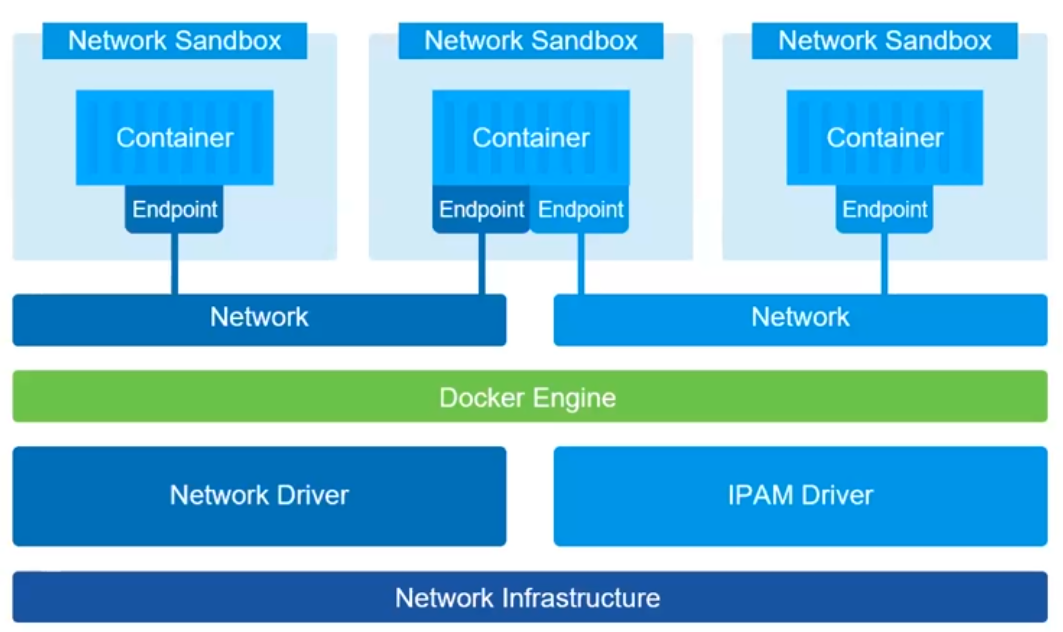 Network Sandbox
Network Sandbox
Network Sandbox
Container
Container
Container
Endpoint
Endpoint
Endpoint
Endpoint
Network
Network
Docker Engine
Network Driver
IPAM Driver
Network Infrastructure